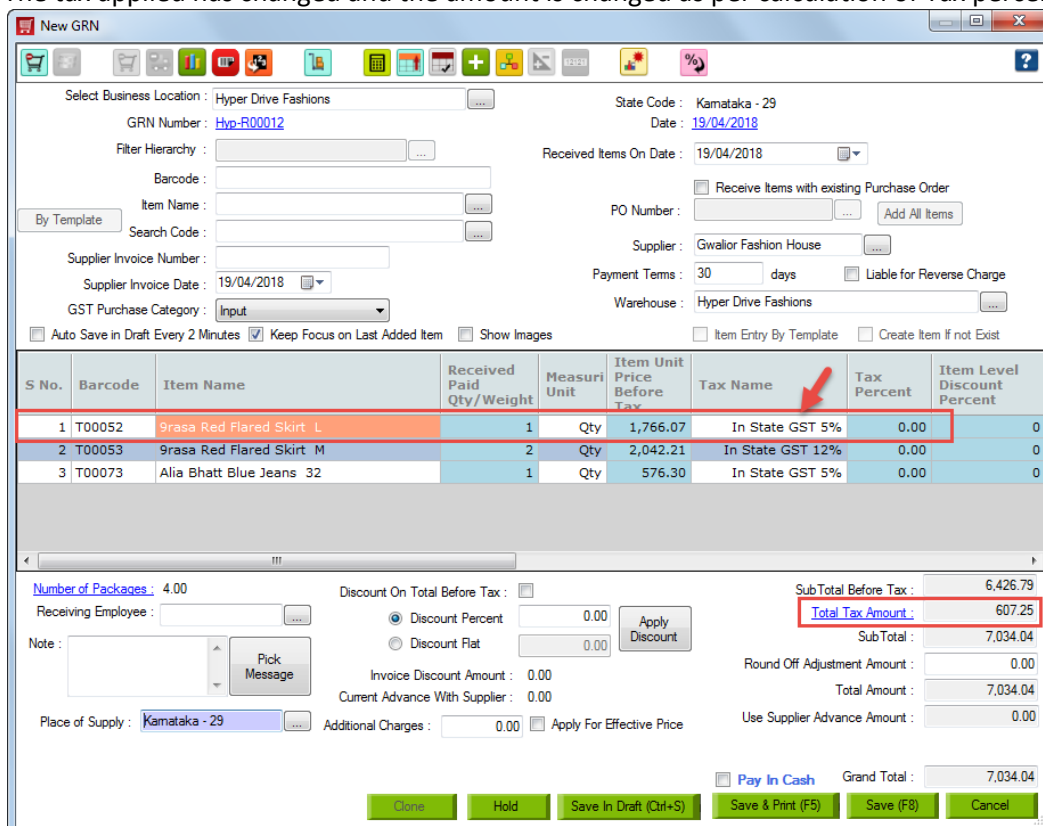 The tax applied has changed and the amount is changed as per calculation of Tax
New GRN
Select Business Location : Hyper Drive Fashions ... State Code : Karnataka - 29
GRN Number : Hyp-R00012 Date : 19/04/2018
Filter Hierarchy : ... Received Items On Date : 19/04/2018
Barcode : Receive Items with existing Purchase Order
Item Name : ... PO Number : ... Add All Items
By Template Search Code : ... Supplier : Gwalior Fashion House ...
Supplier Invoice Number : Payment Terms : 30 days Liable for Reverse Charge
Supplier Invoice Date : 19/04/2018 Warehouse : Hyper Drive Fashions ...
GST Purchase Category : Input
Auto Save in Draft Every 2 Minutes Keep Focus on Last Added Item Show Images Item Entry By Template Create Item If not Exist
S No. Barcode Item Name Received Paid Qty/Weight Measuri Unit Item Unit Price Before Tax Tax Name Tax Percent Item Level Discount Percent
1 T00052 9rasa Red Flared Skirt L 1 Qty 1,766.07 In State GST 5% 0.00 0
2 T00053 9rasa Red Flared Skirt M 2 Qty 2,042.21 In State GST 12% 0.00 0
3 T00073 Alia Bhatt Blue Jeans 32 1 Qty 576.30 In State GST 5% 0.00 0
Number of Packages : 4.00 Discount On Total Before Tax : SubTotal Before Tax : 6,426.79
Receiving Employee : ... Discount Percent 0.00 Apply Discount Total Tax Amount : 607.25
Note : Pick Message Discount Flat 0.00 SubTotal : 7,034.04
Invoice Discount Amount : 0.00 Round Off Adjustment Amount : 0.00
Current Advance With Supplier : 0.00 Total Amount : 7,034.04
Place of Supply : Karnataka - 29 ... Additional Charges : 0.00 Apply For Effective Price Use Supplier Advance Amount : 0.00
Pay In Cash Grand Total : 7,034.04
Clone Hold Save In Draft (Ctrl+S) Save & Print (F5) Save (F8) Cancel